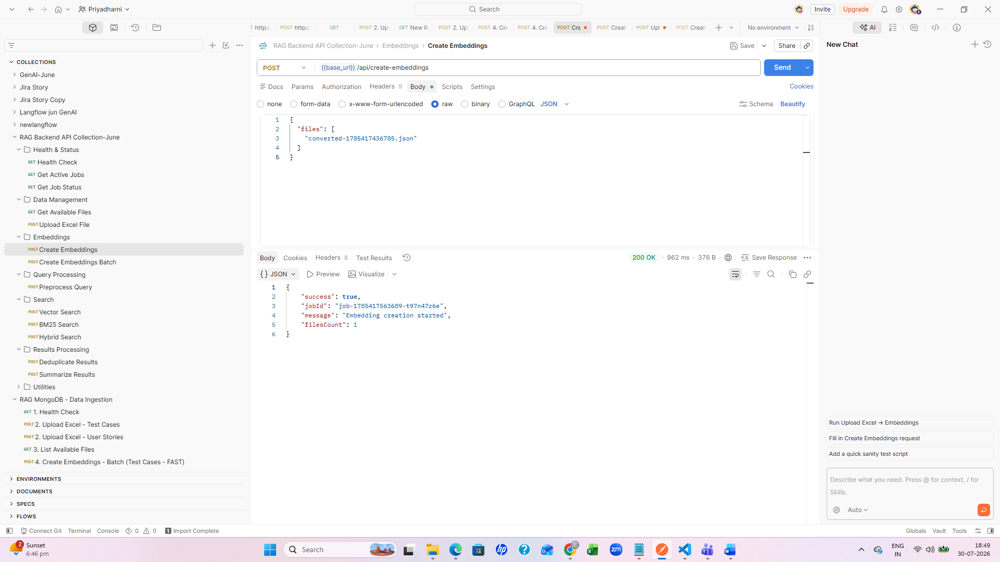 Priyadharni
Search
Invite
Upgrade
COLLECTIONS
GenAI-June
Jira Story
Jira Story Copy
Langflow jun GenAI
newlangflow
RAG Backend API Collection-June
Health & Status
GET Health Check
GET Get Active Jobs
GET Get Job Status
Data Management
GET Get Available Files
POST Upload Excel File
Embeddings
POST Create Embeddings
POST Create Embeddings Batch
Query Processing
POST Preprocess Query
Search
POST Vector Search
POST BM25 Search
POST Hybrid Search
Results Processing
POST Deduplicate Results
POST Summarize Results
Utilities
RAG MongoDB - Data Ingestion
GET 1. Health Check
POST 2. Upload Excel - Test Cases
POST 2. Upload Excel - User Stories
GET 3. List Available Files
POST 4. Create Embeddings - Batch (Test Cases - FAST)
ENVIRONMENTS
DOCUMENTS
SPECS
FLOWS
T http:/ POST http:/ GET POST 2. Upl GET New R POST 2. Upl POST 4. Cre POST 4. Cre POST Cre POST Creat POST Upl POST Creat No environment
RAG Backend API Collection-June > Embeddings > Create Embeddings
Save
Share
POST {{base_url}} /api/create-embeddings
Send
Docs Params Authorization Headers 9 Body Scripts Settings Cookies
none form-data x-www-form-urlencoded raw binary GraphQL JSON Schema Beautify
1 {
2 "files": [
3 "converted-1785417436785.json"
4 ]
5 }
Body Cookies Headers 8 Test Results 200 OK 962 ms 376 B e.g. Save Response
{} JSON Preview Visualize
1 {
2 "success": true,
3 "jobId": "job-1785417563689-t97n47z6e",
4 "message": "Embedding creation started",
5 "filesCount": 1
6 }
AI
New Chat
Run Upload Excel → Embeddings
Fill in Create Embeddings request
Add a quick sanity test script
Describe what you need. Press @ for context, / for
Skills.
Auto
Connect Git Terminal Console 0 0 1 Import Complete Globals Vault Tools
2
Sunset
6:46 pm
Search
hp
zm
ENG
IN
18:49
30-07-2026